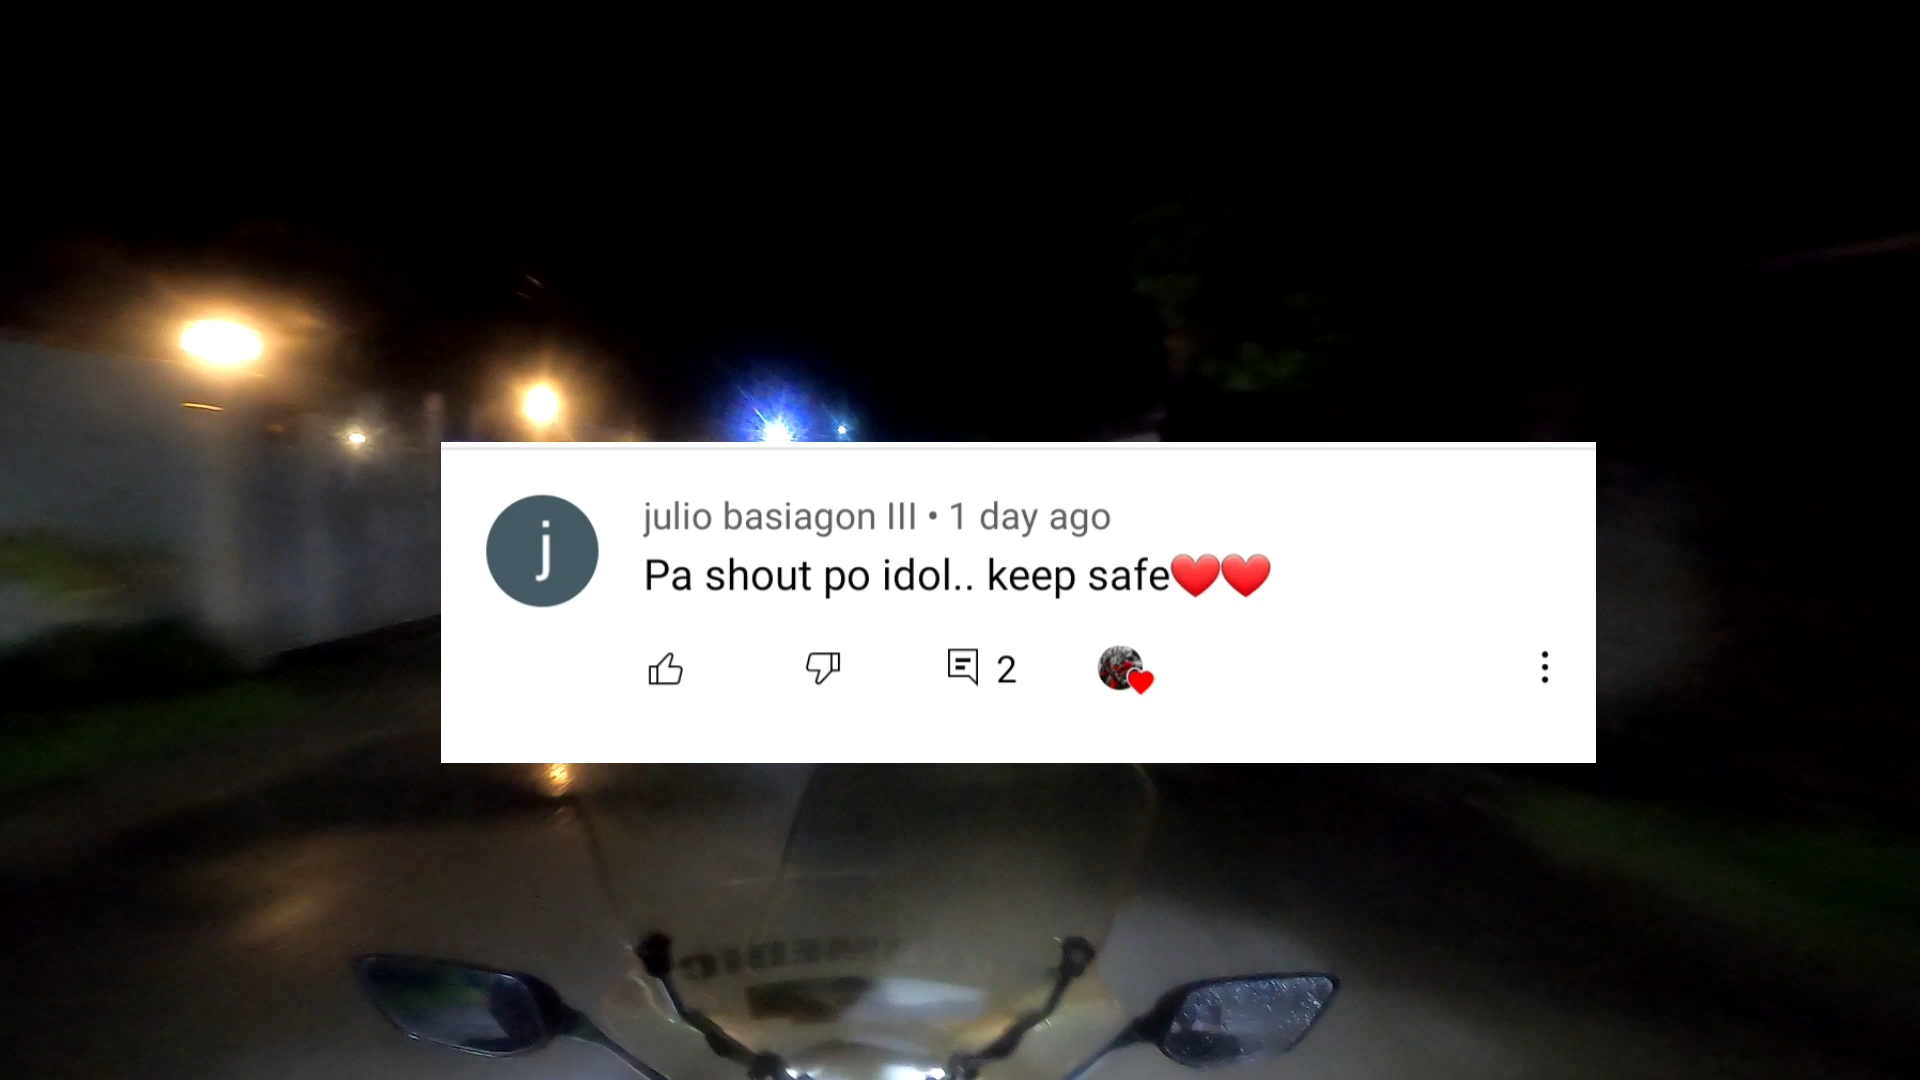 j
julio basiagon III • 1 day ago
Pa shout po idol.. keep safe❤️❤️
2